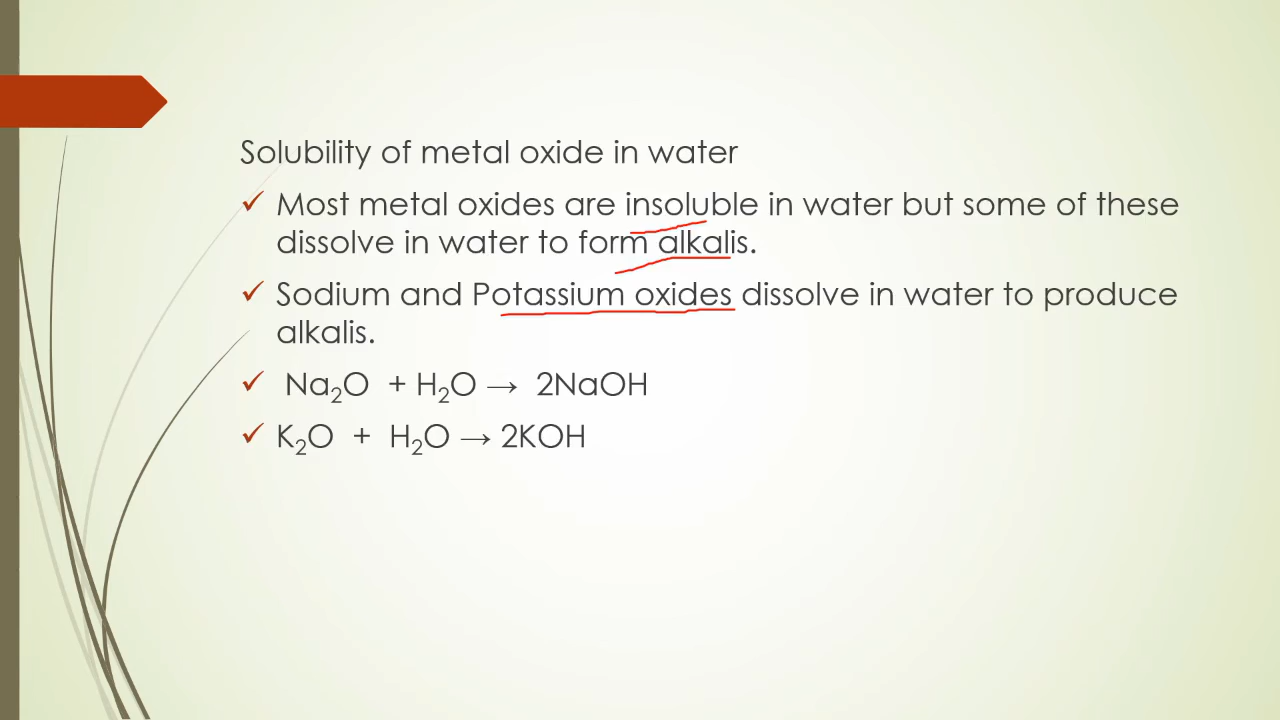 Solubility of metal oxide in water
✓ Most metal oxides are insoluble in water but some of these
dissolve in water to form alkalis.
✓ Sodium and Potassium oxides dissolve in water to produce
alkalis.
✓ Na₂O + H₂O → 2NaOH
✓ K₂O + H₂O → 2KOH